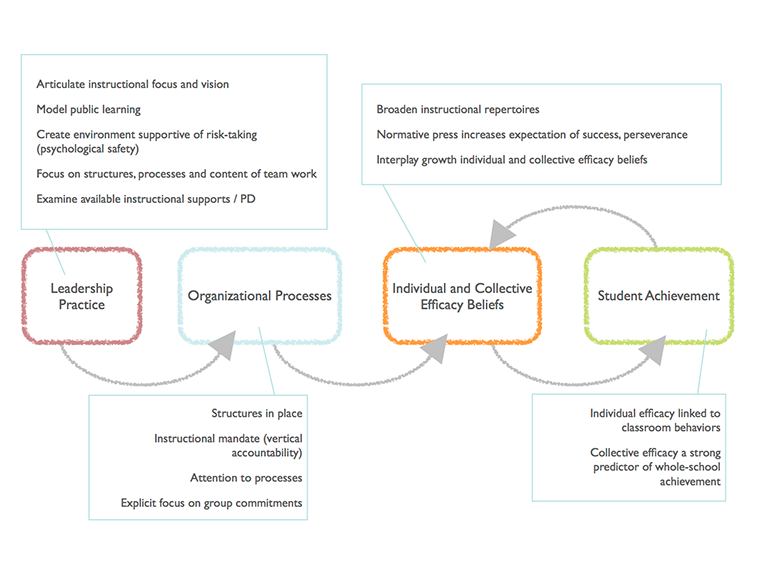 Articulate instructional focus and vision
Model public learning
Create environment supportive of risk-taking
(psychological safety)
Focus on structures, processes and content of team work
Examine available instructional supports / PD
Broaden instructional repertoires
Normative press increases expectation of success, perseverance
Interplay growth individual and collective efficacy beliefs
Leadership
Practice
Organizational Processes
Individual and Collective
Efficacy Beliefs
Student Achievement
Structures in place
Instructional mandate (vertical
accountability)
Attention to processes
Explicit focus on group commitments
Individual efficacy linked to
classroom behaviors
Collective efficacy a strong
predictor of whole-school
achievement